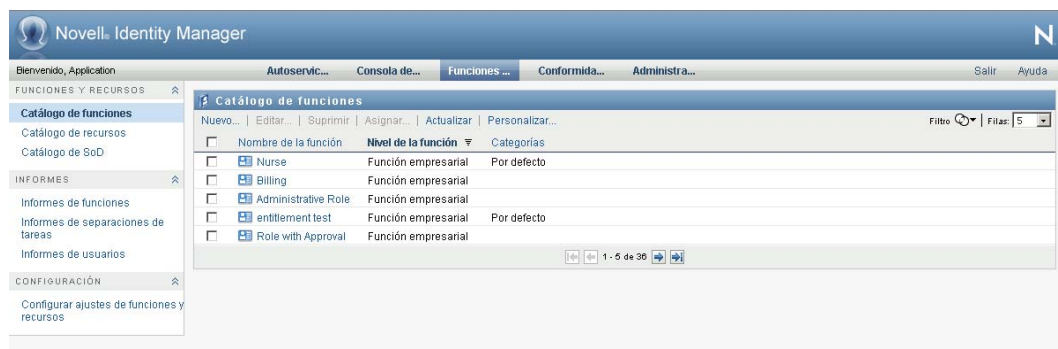 Novell® Identity Manager
N
Bienvenido, Application
Autoservic... Consola de... Funciones ... Conformida... Administra...
Salir Ayuda
FUNCIONES Y RECURSOS
Catálogo de funciones
Catálogo de recursos
Catálogo de SoD
INFORMES
Informes de funciones
Informes de separaciones de
tareas
Informes de usuarios
CONFIGURACIÓN
Configurar ajustes de funciones y
recursos
Catálogo de funciones
Nuevo... | Editar... | Suprimir | Asignar... | Actualizar | Personalizar...
Filtro | Filas: 5
Nombre de la función Nivel de la función Categorías
Nurse Función empresarial Por defecto
Billing Función empresarial
Administrative Role Función empresarial
entitlement test Función empresarial Por defecto
Role with Approval Función empresarial
1 - 5 de 36